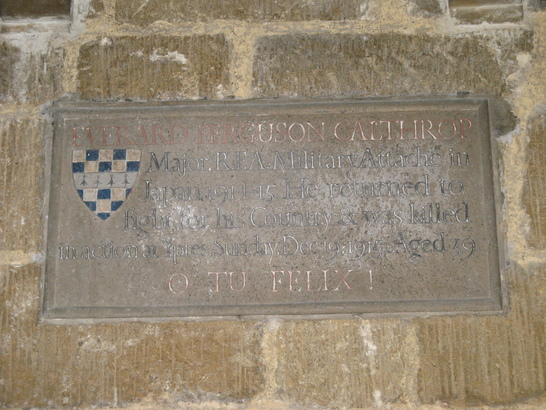 EVERARD FERGUSON CALTHROP
Major, R.F.A. Military Attaché in
Japan, 1914-15. He returned to
fight for his Country & was killed
in action at Ypres, Sunday, Dec. 19, 1915. Aged 39
O TU FELIX !